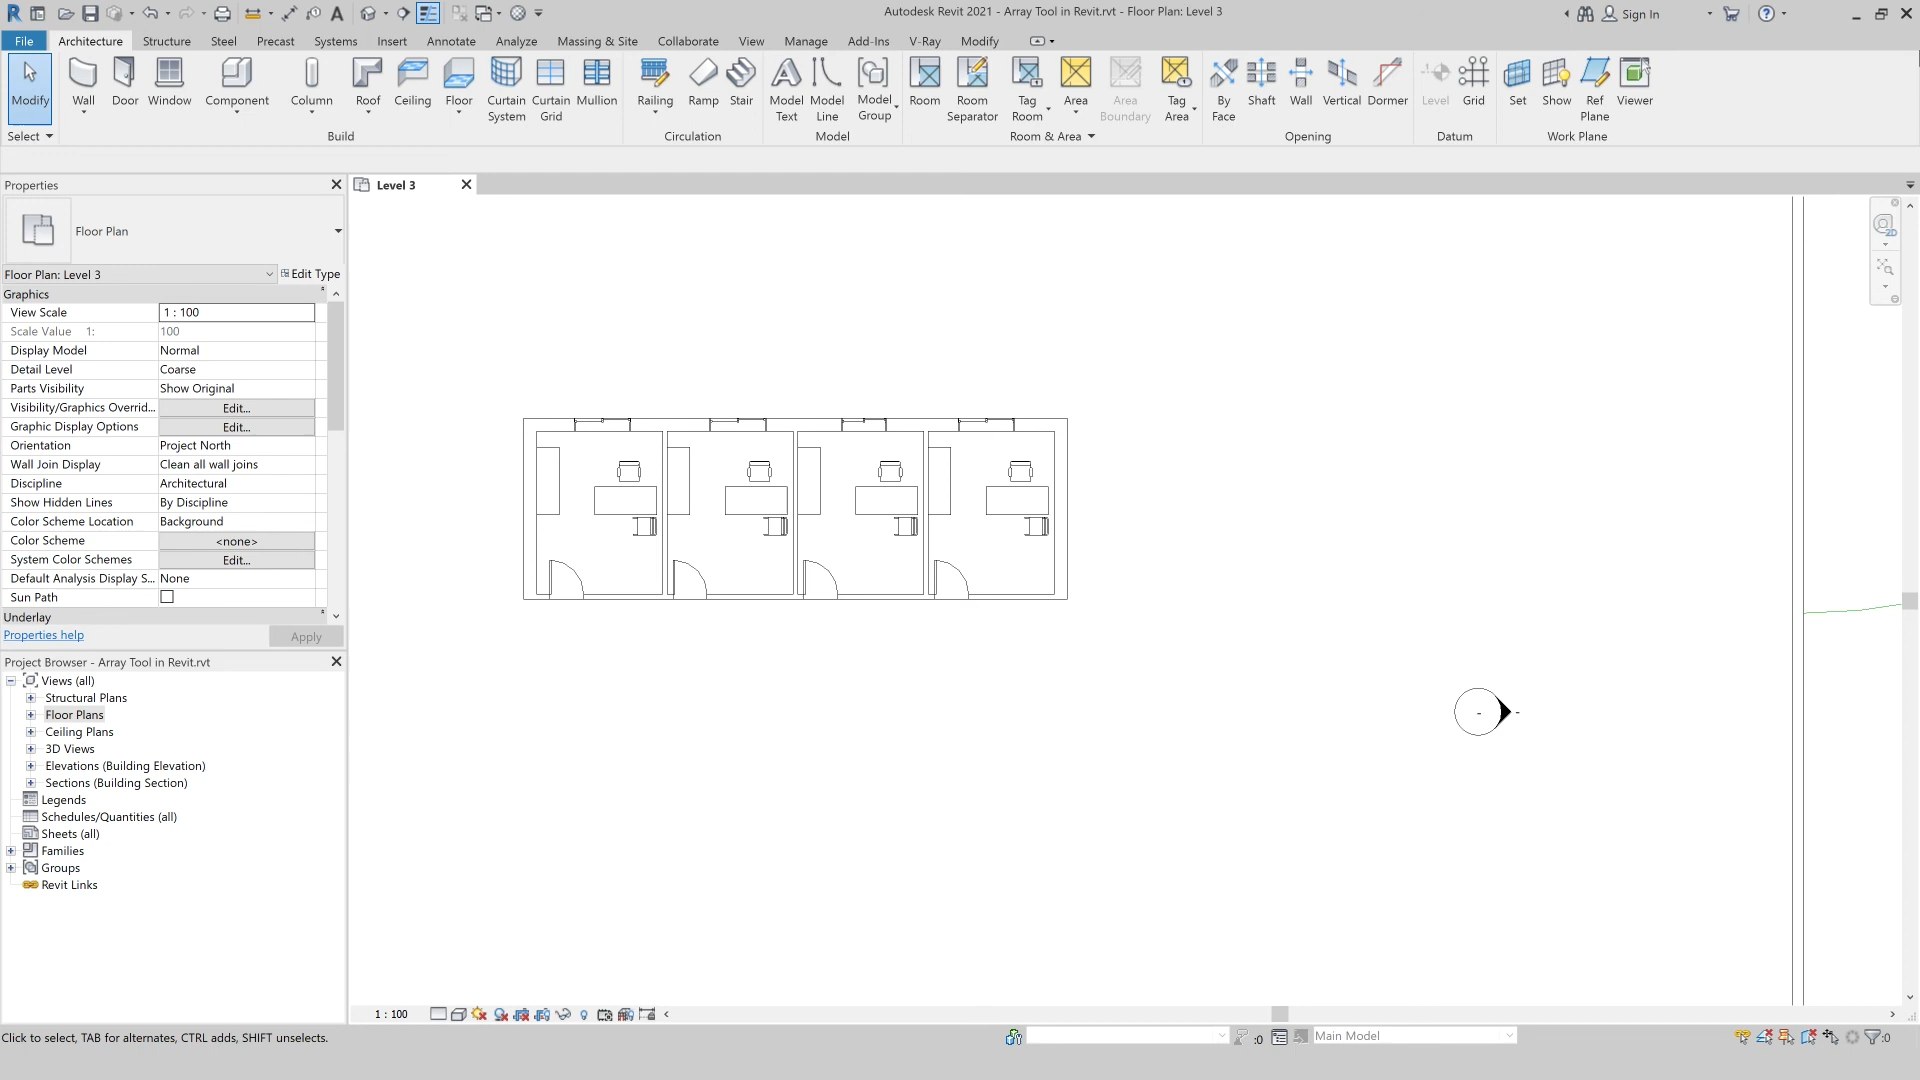 Autodesk Revit 2021 - Array Tool in Revit.rvt - Floor Plan: Level 3
Sign In
File
Architecture
Structure
Steel
Precast
Systems
Insert
Annotate
Analyze
Massing & Site
Collaborate
View
Manage
Add-Ins
V-Ray
Modify
Modify
Wall
Door
Window
Component
Column
Roof
Ceiling
Floor
Curtain System
Curtain Grid
Mullion
Railing
Ramp
Stair
Model Text
Model Line
Model Group
Room
Room Separator
Tag Room
Area
Area Boundary
Tag Area
By Face
Shaft
Wall
Vertical
Dormer
Level
Grid
Set
Show
Ref Plane
Viewer
Select
Build
Circulation
Model
Room & Area
Opening
Datum
Work Plane
Properties
Level 3
Floor Plan
Floor Plan: Level 3
Edit Type
Graphics
View Scale 1 : 100
Scale Value 1: 100
Display Model Normal
Detail Level Coarse
Parts Visibility Show Original
Visibility/Graphics Overrid... Edit...
Graphic Display Options Edit...
Orientation Project North
Wall Join Display Clean all wall joins
Discipline Architectural
Show Hidden Lines By Discipline
Color Scheme Location Background
Color Scheme <none>
System Color Schemes Edit...
Default Analysis Display S... None
Sun Path
Underlay
Properties help
Apply
Project Browser - Array Tool in Revit.rvt
Views (all)
Structural Plans
Floor Plans
Ceiling Plans
3D Views
Elevations (Building Elevation)
Sections (Building Section)
Legends
Schedules/Quantities (all)
Sheets (all)
Families
Groups
Revit Links
2D
1 : 100
Click to select, TAB for alternates, CTRL adds, SHIFT unselects.
:0
Main Model
:0